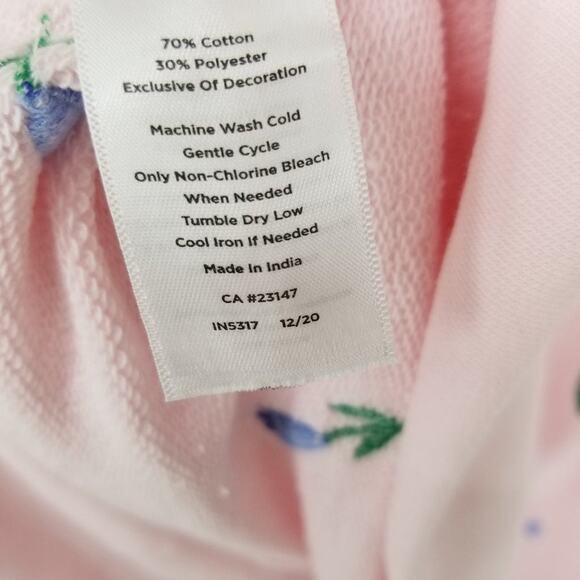 70% Cotton
30% Polyester
Exclusive Of Decoration
Machine Wash Cold
Gentle Cycle
Only Non-Chlorine Bleach
When Needed
Tumble Dry Low
Cool Iron If Needed
Made In India
CA #23147
IN5317 12/20